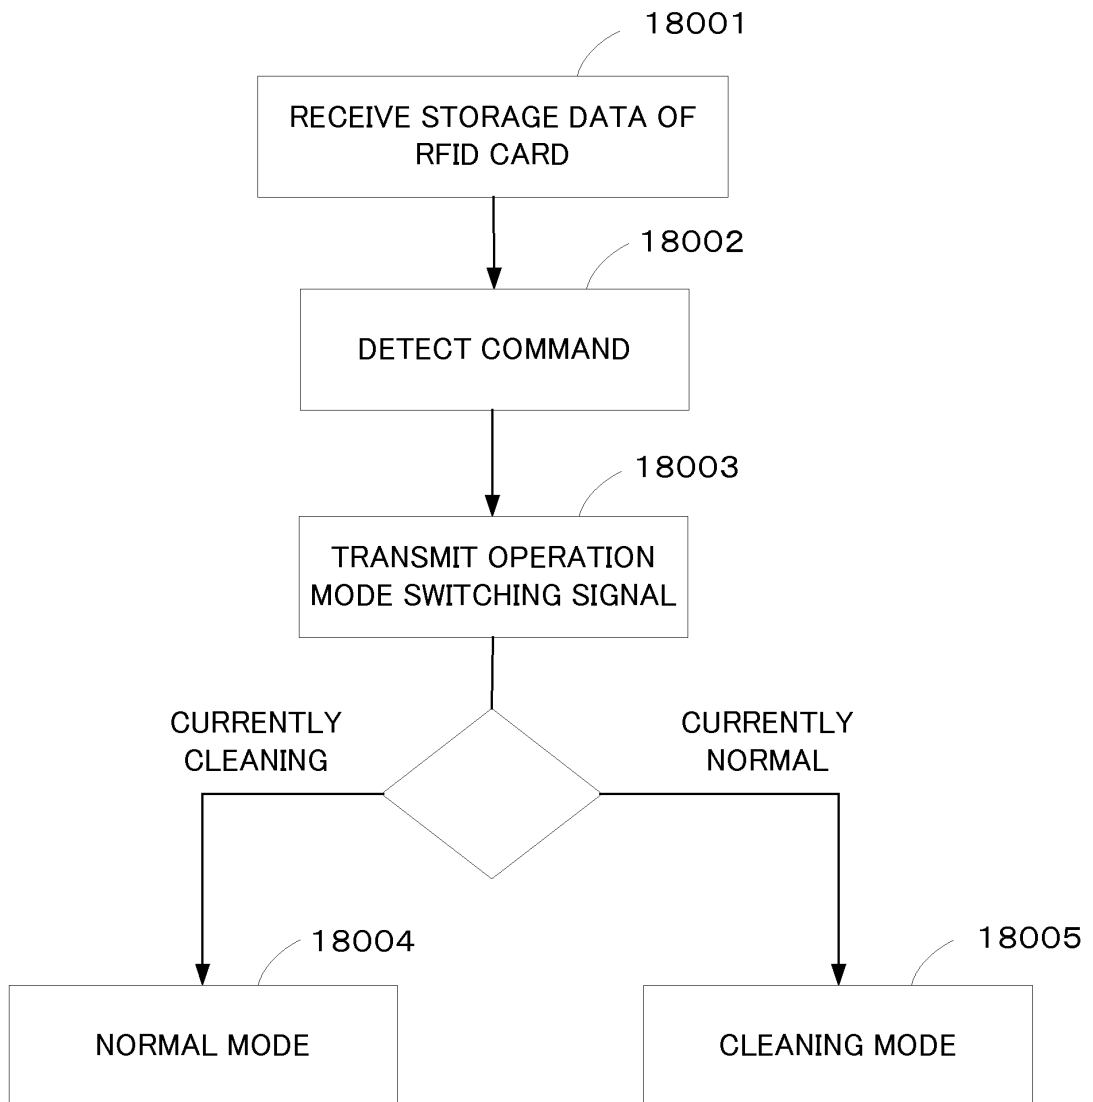 18001
RECEIVE STORAGE DATA OF
RFID CARD
18002
DETECT COMMAND
18003
TRANSMIT OPERATION
MODE SWITCHING SIGNAL
CURRENTLY
CLEANING
CURRENTLY
NORMAL
18004
NORMAL MODE
18005
CLEANING MODE